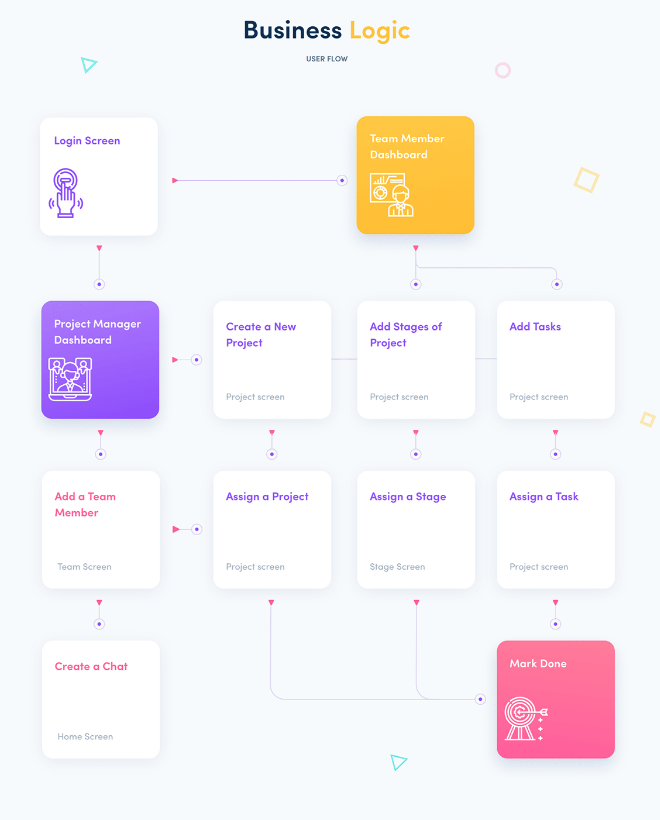 Business Logic
USER FLOW
Login Screen
Team Member
Dashboard
Project Manager
Dashboard
Create a New
Project
Project screen
Add Stages of
Project
Project screen
Add Tasks
Project screen
Add a Team
Member
Team Screen
Assign a Project
Project screen
Assign a Stage
Stage Screen
Assign a Task
Project screen
Create a Chat
Home Screen
Mark Done